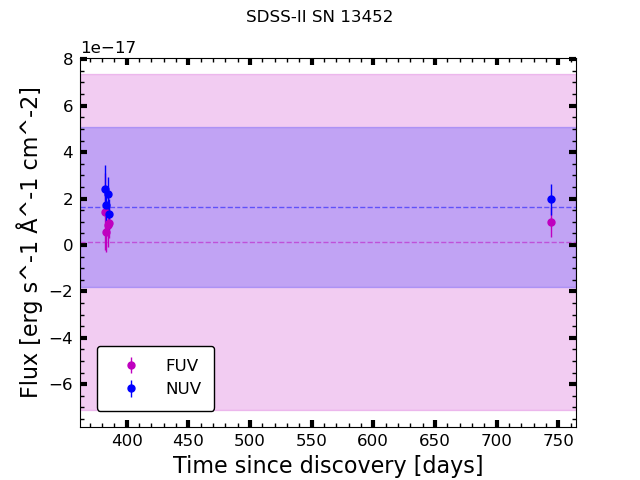 SDSS-II SN 13452
1e−17
8
6
4
2
0
−2
−4
−6
Flux [erg s^-1 Å^-1 cm^-2]
FUV
NUV
400 450 500 550 600 650 700 750
Time since discovery [days]